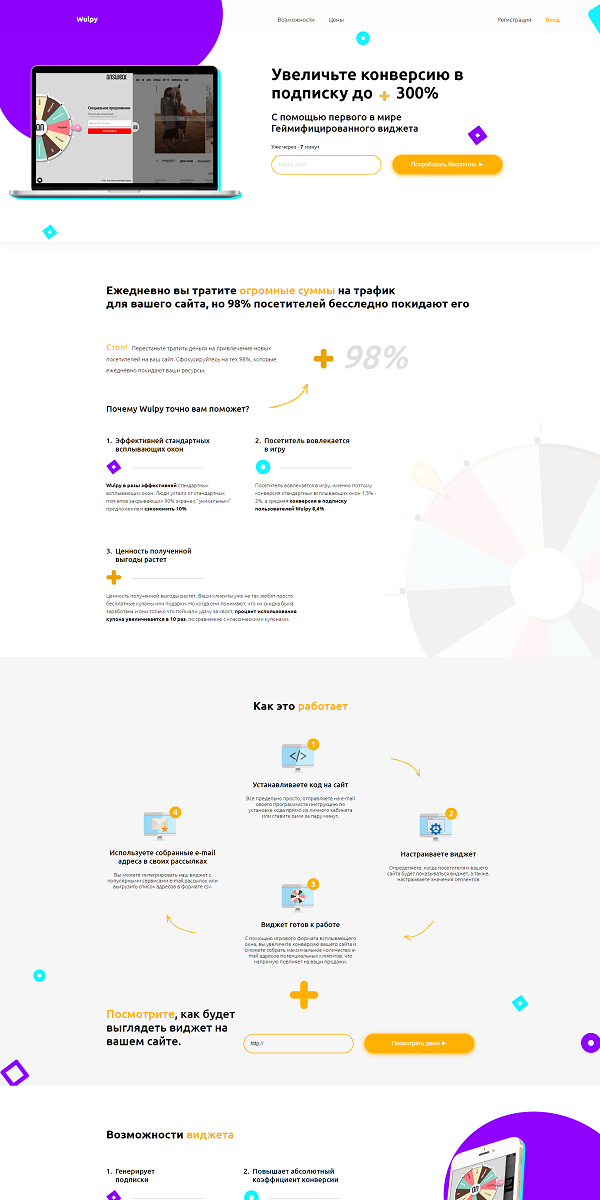 Wulpy
Возможности
Цены
Регистрация
Вход
Увеличьте конверсию в
подписку до + 300%
С помощью первого в мире
Геймифицированного виджета
Уже через - 7 минут
Ваш E-mail
Попробовать бесплатно ►
Специальное предложение
Ежедневно вы тратите огромные суммы на трафик
для вашего сайта, но 98% посетителей бесследно покидают его
Стоп! Перестаньте тратить деньги на привлечение новых
посетителей на ваш сайт. Сфокусируйтесь на тех 98%, которые
ежедневно покидают ваши ресурсы.
98%
Почему Wulpy точно вам поможет?
1. Эффективней стандартных
всплывающих окон
Wulpy в разы эффективней стандартных
всплывающих окон. Люди устали от стандартных
поп-апов закрывающих 90% экрана с "уникальным"
предложением сэкономить 10%.
2. Посетитель вовлекается
в игру
Посетитель вовлекается в игру, именно поэтому
конверсия стандартных всплывающих окон 1,5% -
2%, а средняя конверсия в подписку
пользователей Wulpy 8,4%
3. Ценность полученной
выгоды растет
Ценность полученной выгоды растет. Ваши клиенты уже не так любят просто
бесплатные купоны или подарки. Но когда они понимают, что их скидка была
заработана и они только что поймали удачу за хвост, процент использования
купона увеличивается в 10 раз, по сравнению с классическими купонами.
Как это работает
1
Устанавливаете код на сайт
Все предельно просто, отправляете на e-mail
своего программиста инструкцию по
установке кода прямо из личного кабинета
или ставите сами за пару минут.
2
Настраиваете виджет
Определяете, когда посетителям вашего
сайта будет показываться виджет, а также,
настраиваете значения сегментов.
3
Виджет готов к работе
С помощью игрового формата всплывающего
окна, вы увеличите конверсию вашего сайта и
сможете собрать максимальное количество e-
mail адресов потенциальных клиентов, что
напрямую повлияет на ваши продажи.
4
Используете собранные e-mail
адреса в своих рассылках
Вы можете интегрировать наш виджет с
популярными сервисами e-mail рассылок или
выгрузить список адресов в формате csv.
Посмотрите, как будет
выглядеть виджет на
вашем сайте.
http://
Посмотреть демо ►
Возможности виджета
1. Генерирует
подписки
2. Повышает абсолютный
коэффициент конверсии